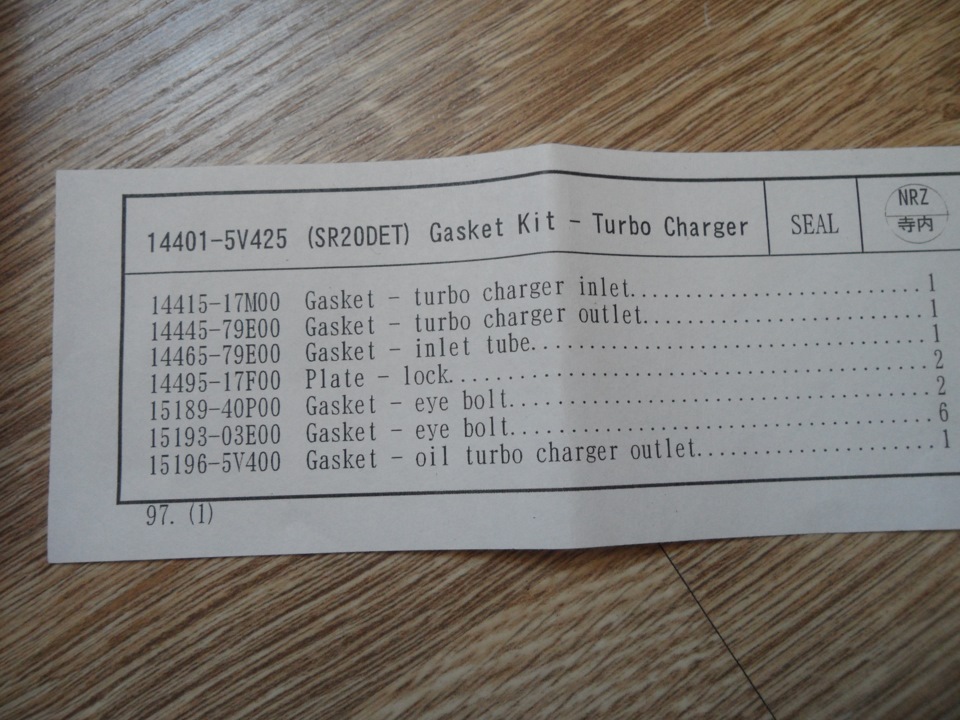 14401-5V425 (SR20DET) Gasket Kit - Turbo Charger SEAL NRZ
寺内
14415-17M00 Gasket - turbo charger inlet..............................1
14445-79E00 Gasket - turbo charger outlet.............................1
14465-79E00 Gasket - inlet tube.......................................1
14495-17F00 Plate - lock..............................................2
15189-40P00 Gasket - eye bolt.........................................2
15193-03E00 Gasket - eye bolt.........................................6
15196-5V400 Gasket - oil turbo charger outlet.........................1
97. (1)